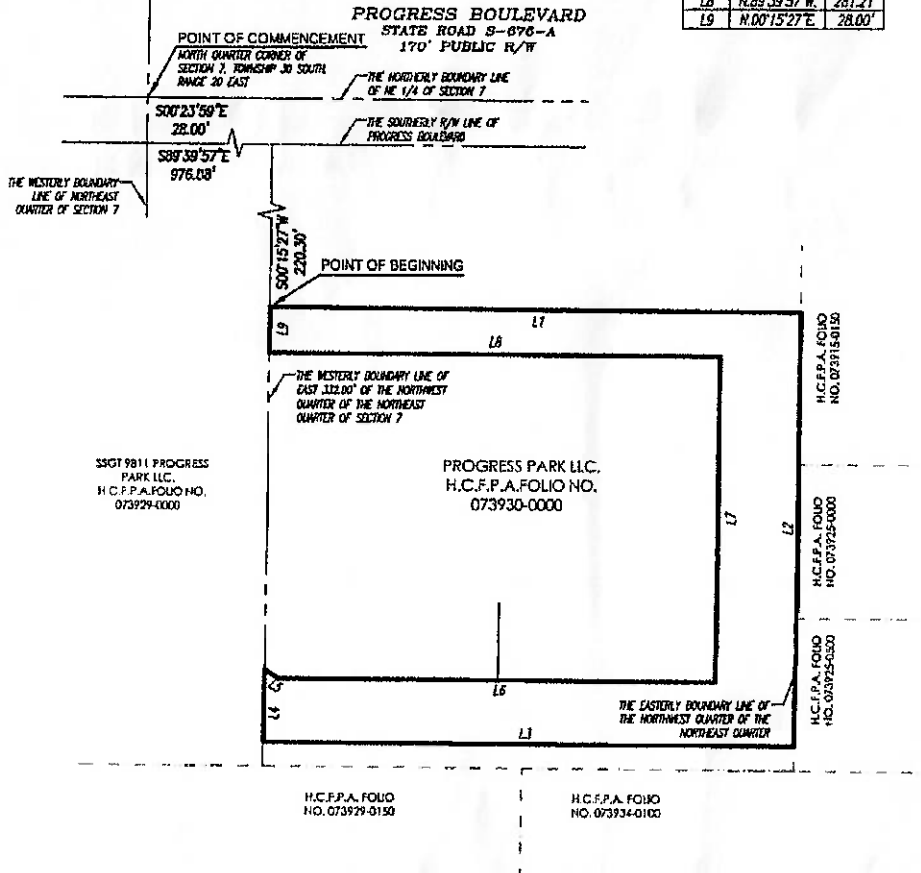 PROGRESS BOULEVARD
STATE ROAD S-676-A
170' PUBLIC R/W
L8 N.89°39'57"W. 281.21'
L9 N.00°15'27"E. 28.00'
POINT OF COMMENCEMENT
NORTH QUARTER CORNER OF
SECTION 7, TOWNSHIP 30 SOUTH,
RANGE 20 EAST
THE NORTHERLY BOUNDARY LINE
OF NE 1/4 OF SECTION 7
S00°23'59"E
28.00'
THE SOUTHERLY R/W LINE OF
PROGRESS BOULEVARD
S89°39'57"E
976.08'
THE WESTERLY BOUNDARY
LINE OF NORTHEAST
QUARTER OF SECTION 7
S00°15'27"W
220.30'
POINT OF BEGINNING
L1
L9
L8
H.C.F.P.A. FOLIO
NO. 073915-0150
THE WESTERLY BOUNDARY LINE OF
EAST 332.00' OF THE NORTHWEST
QUARTER OF THE NORTHEAST
QUARTER OF SECTION 7
SSGT 9811 PROGRESS
PARK LLC.
H.C.F.P.A.FOLIO NO.
073929-0000
PROGRESS PARK LLC.
H.C.F.P.A.FOLIO NO.
073930-0000
L7
L2
H.C.F.P.A. FOLIO
NO. 073925-0000
H.C.F.P.A. FOLIO
NO. 073925-0500
L5
L6
L4
THE EASTERLY BOUNDARY LINE OF
THE NORTHWEST QUARTER OF THE
NORTHEAST QUARTER
L3
H.C.F.P.A. FOLIO
NO. 073929-0150
H.C.F.P.A. FOLIO
NO. 073934-0100